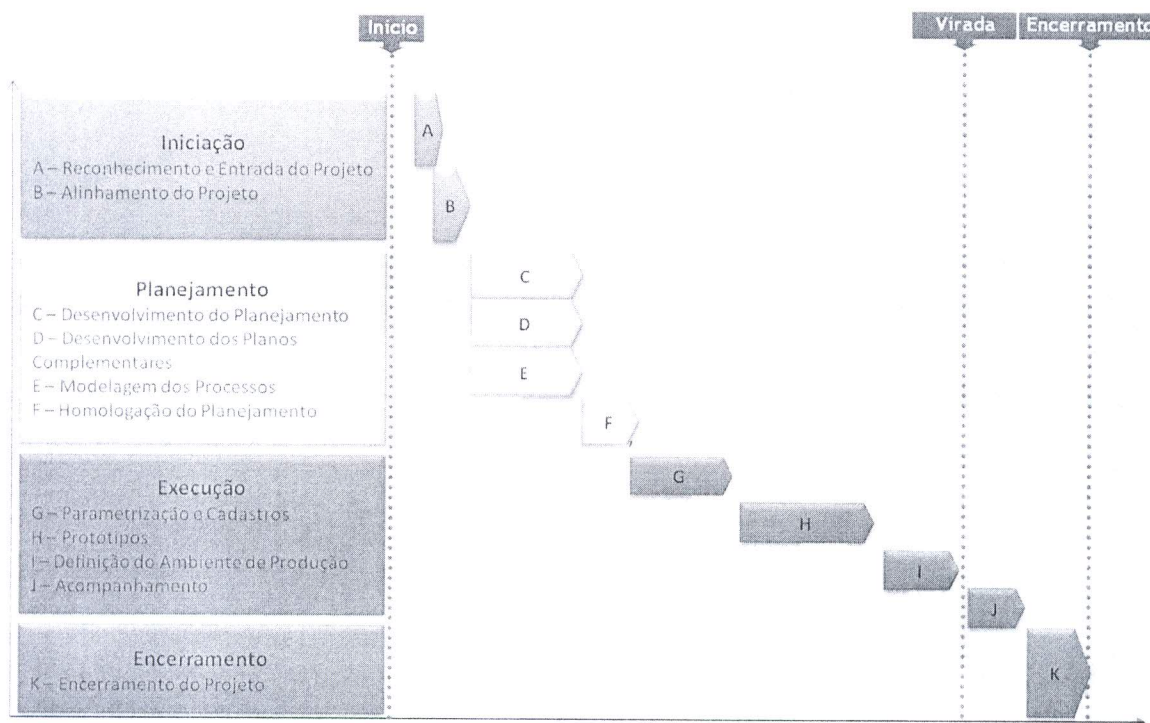 Início
Virada
Encerramento
Iniciação
A – Reconhecimento e Entrada do Projeto
B – Alinhamento do Projeto
A
B
Planejamento
C – Desenvolvimento do Planejamento
D – Desenvolvimento dos Planos
Complementares
E – Modelagem dos Processos
F – Homologação do Planejamento
C
D
E
F
Execução
G – Parametrização e Cadastros
H – Protótipos
I – Definição do Ambiente de Produção
J – Acompanhamento
G
H
I
J
Encerramento
K – Encerramento do Projeto
K